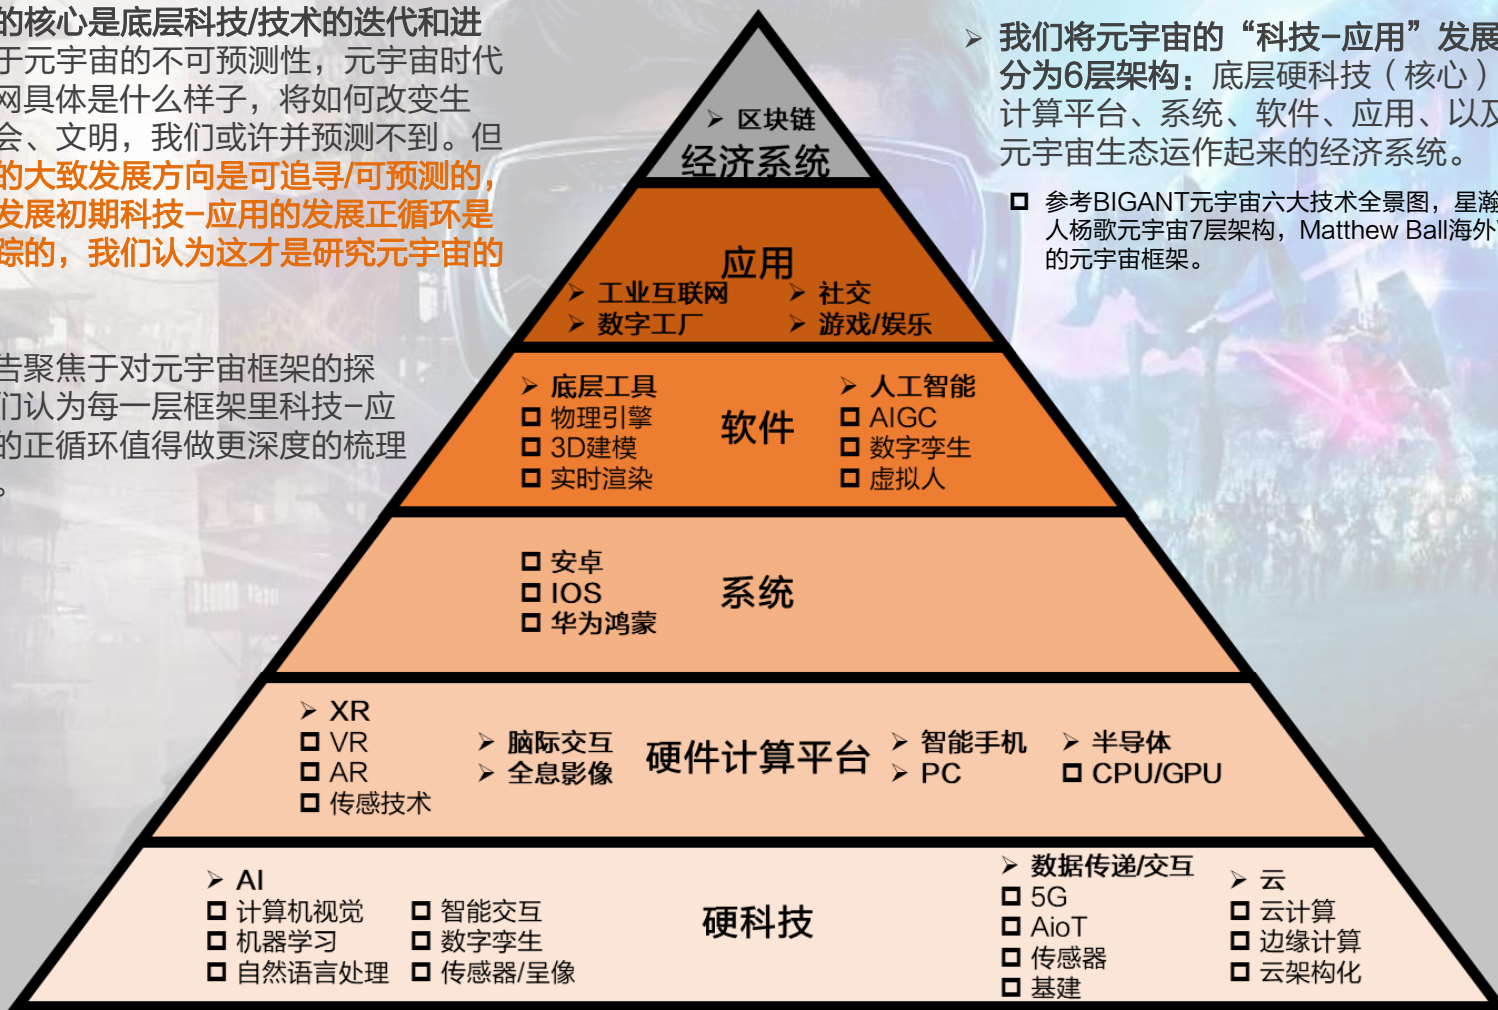 的核心是底层科技/技术的迭代和进
于元宇宙的不可预测性，元宇宙时代
网具体是什么样子，将如何改变生
会、文明，我们或许并预测不到。但
的大致发展方向是可追寻/可预测的，
发展初期科技-应用的发展正循环是
踪的，我们认为这才是研究元宇宙的
告聚焦于对元宇宙框架的探
们认为每一层框架里科技-应
的正循环值得做更深度的梳理
。
➢ 我们将元宇宙的“科技-应用”发展
分为6层架构：底层硬科技（核心）
计算平台、系统、软件、应用、以及
元宇宙生态运作起来的经济系统。
参考BIGANT元宇宙六大技术全景图，星瀚
人杨歌元宇宙7层架构，Matthew Ball海外
的元宇宙框架。
➢ 区块链
经济系统
应用
➢ 工业互联网
➢ 数字工厂
➢ 社交
➢ 游戏/娱乐
软件
➢ 底层工具
物理引擎
3D建模
实时渲染
➢ 人工智能
AIGC
数字孪生
虚拟人
系统
安卓
IOS
华为鸿蒙
硬件计算平台
➢ XR
VR
AR
传感技术
➢ 脑际交互
➢ 全息影像
➢ 智能手机
➢ PC
➢ 半导体
CPU/GPU
硬科技
➢ AI
计算机视觉
机器学习
自然语言处理
智能交互
数字孪生
传感器/呈像
➢ 数据传递/交互
5G
AioT
传感器
基建
➢ 云
云计算
边缘计算
云架构化